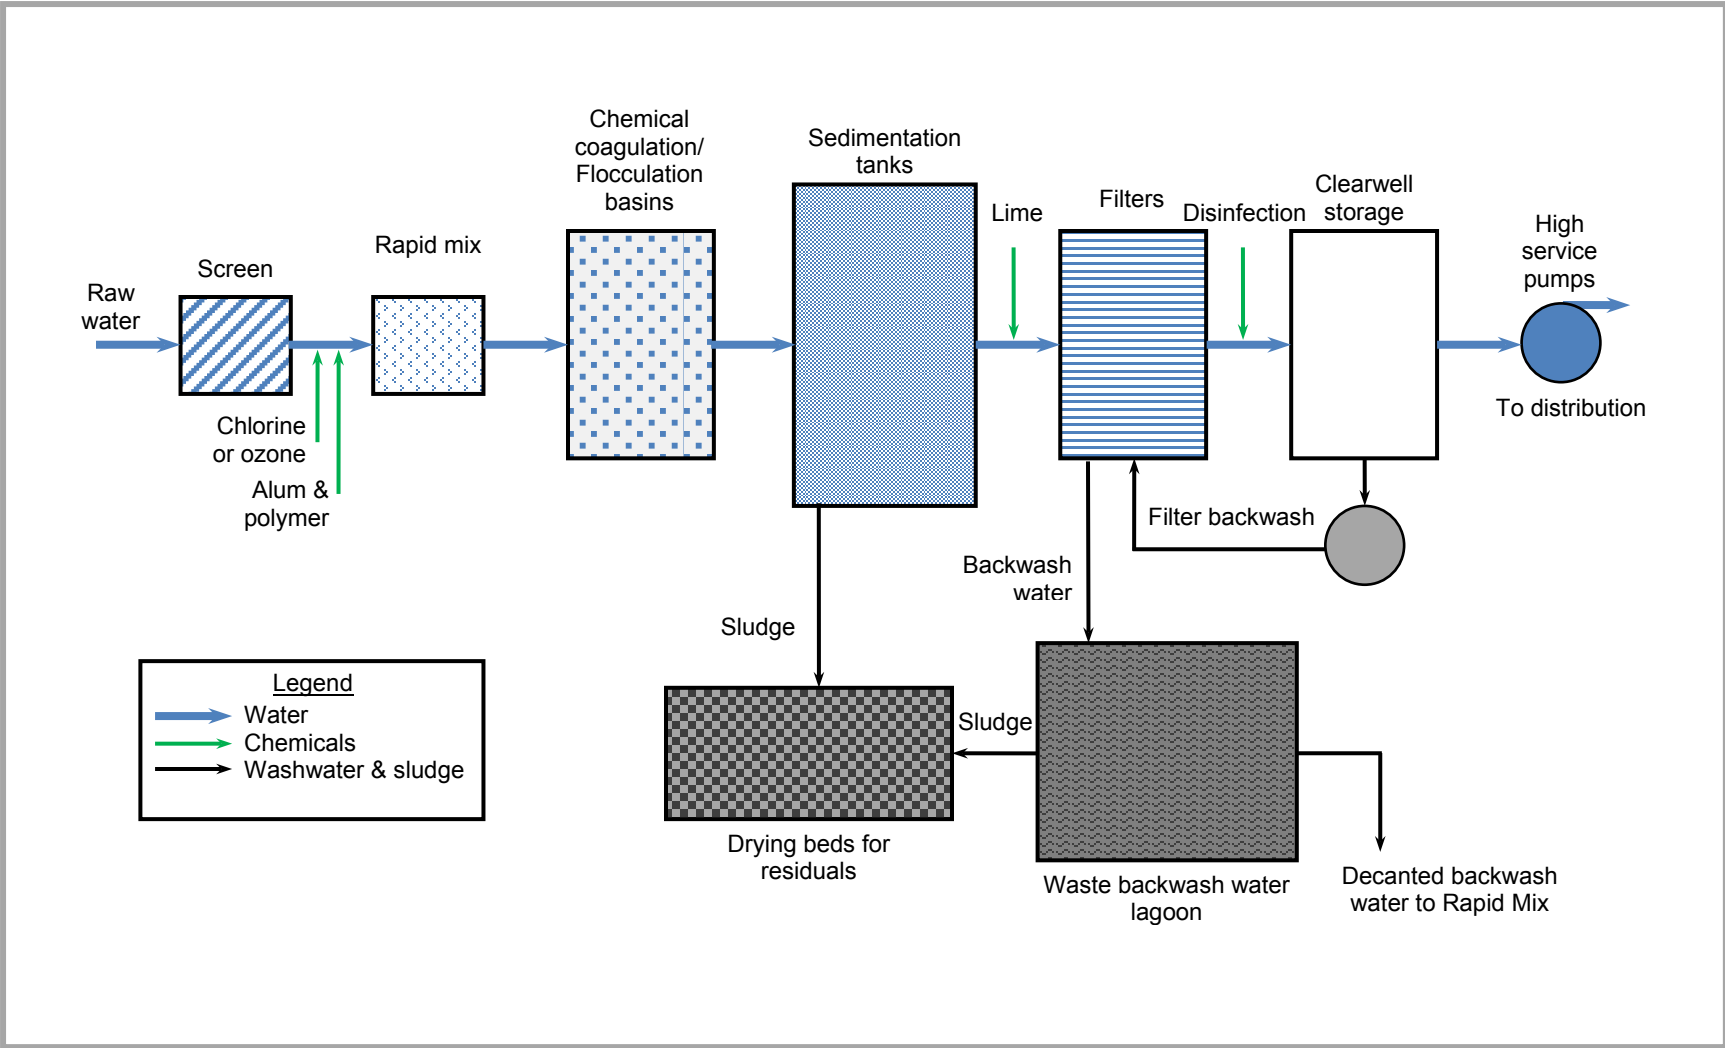 Raw
water
Screen
Chlorine
or ozone
Alum &
polymer
Rapid mix
Chemical
coagulation/
Flocculation
basins
Sedimentation
tanks
Lime
Filters
Disinfection
Clearwell
storage
High
service
pumps
To distribution
Filter backwash
Backwash
water
Sludge
Sludge
Legend
Water
Chemicals
Washwater & sludge
Drying beds for
residuals
Waste backwash water
lagoon
Decanted backwash
water to Rapid Mix